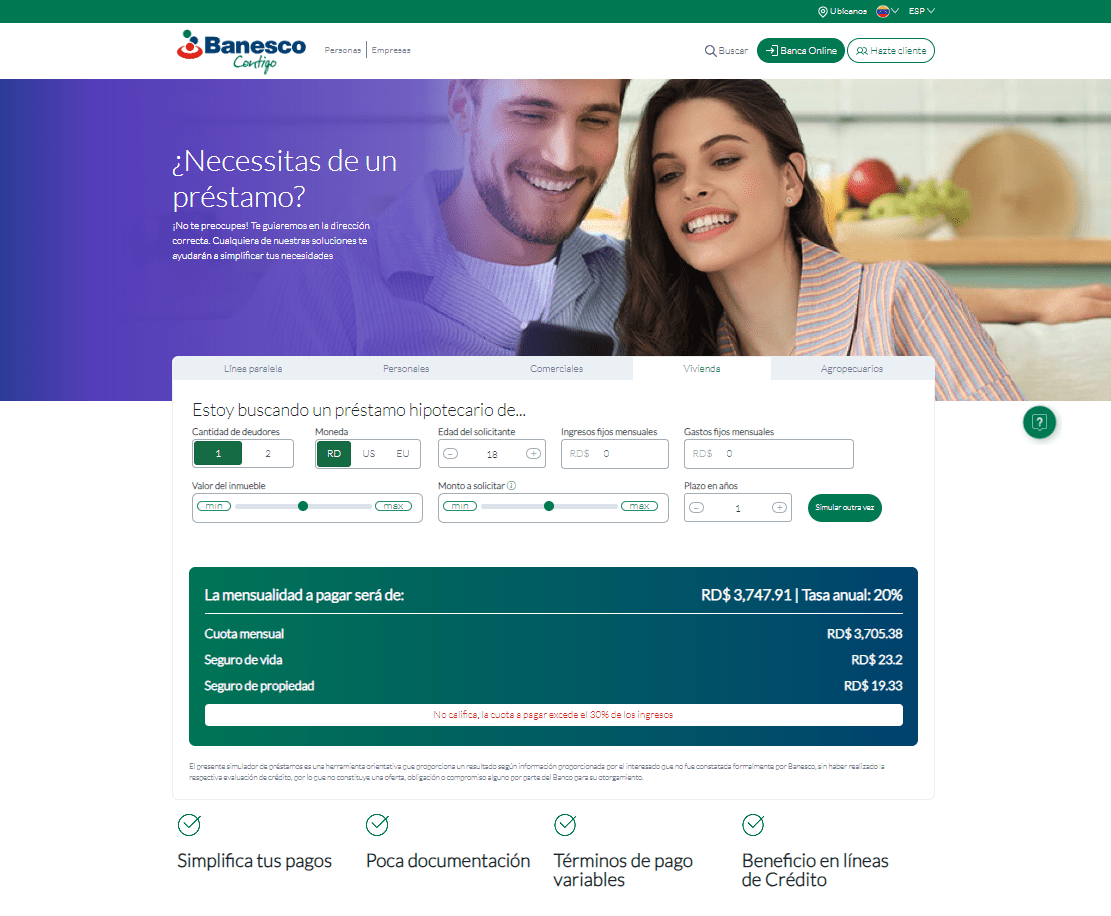 Ubícanos
ESP
Banesco
Contigo
Personas
Empresas
Buscar
Banca Online
Hazte cliente
¿Necessitas de un
préstamo?
¡No te preocupes! Te guiaremos en la dirección
correcta. Cualquiera de nuestras soluciones te
ayudarán a simplificar tus necesidades
Línea paralela
Personales
Comerciales
Vivienda
Agropecuarios
Estoy buscando un préstamo hipotecario de...
Cantidad de deudores
Moneda
Edad del solicitante
Ingresos fijos mensuales
Gastos fijos mensuales
1 2
RD US EU
- 18 +
RD$ 0
RD$ 0
Valor del inmueble
Monto a solicitar
Plazo en años
min max
min max
- 1 +
Simular outra vez
La mensualidad a pagar será de:
RD$ 3,747.91 | Tasa anual: 20%
Cuota mensual
RD$ 3,705.38
Seguro de vida
RD$ 23.2
Seguro de propiedad
RD$ 19.33
No califica, la cuota a pagar excede el 30% de los ingresos
El presente simulador de préstamos es una herramienta orientativa que proporciona un resultado según información proporcionada por el interesado que no fue constatada formalmente por Banesco, sin haber realizado la
respectiva evaluación de crédito, por lo que no constituye una oferta, obligación o compromiso alguno por parte del Banco para su otorgamiento.
Simplifica tus pagos
Poca documentación
Términos de pago
variables
Beneficio en líneas
de Crédito